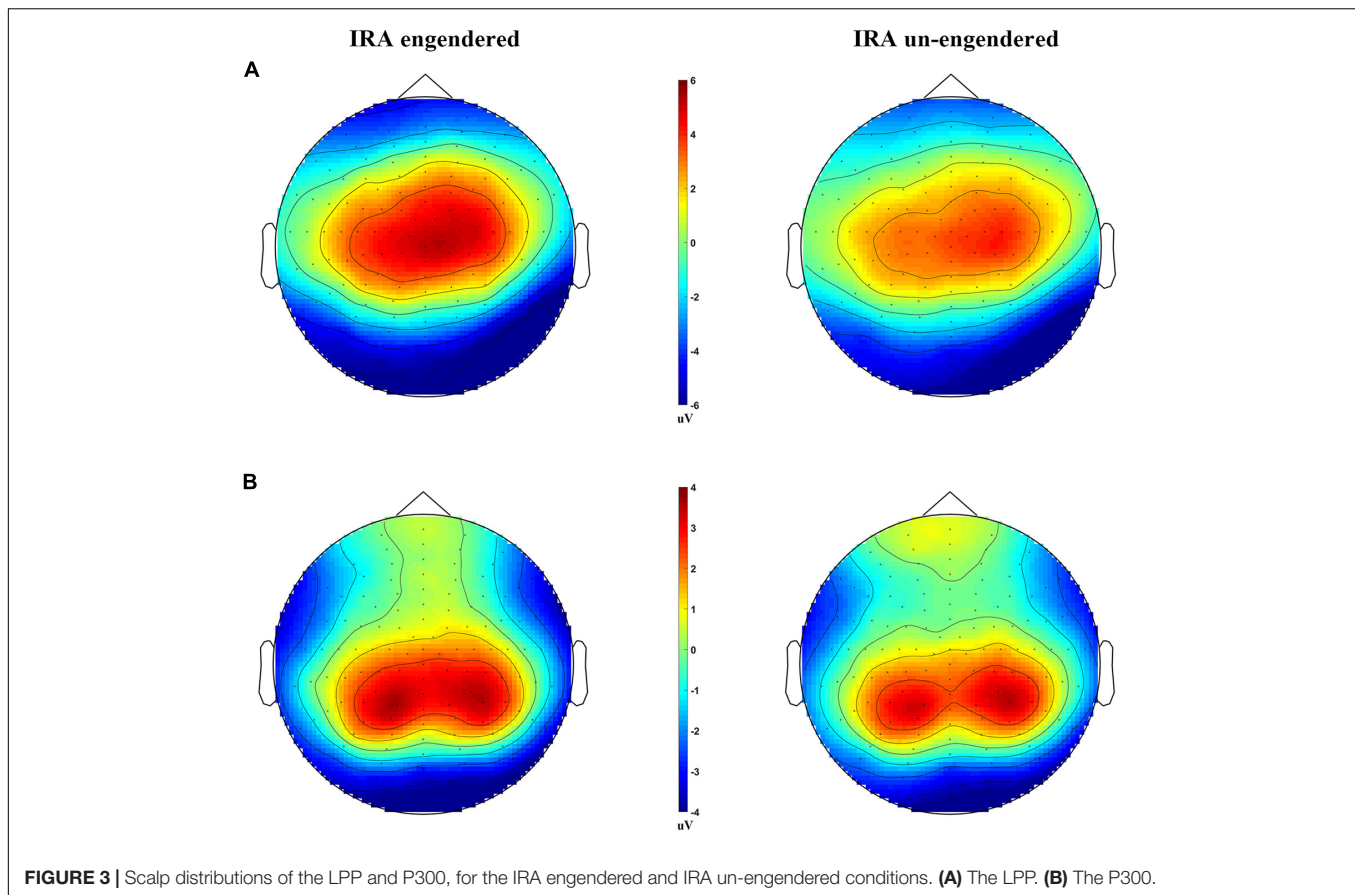 IRA engendered
IRA un-engendered
A
6
4
2
0
-2
-4
-6
uV
B
4
3
2
1
0
-1
-2
-3
-4
uV
FIGURE 3 | Scalp distributions of the LPP and P300, for the IRA engendered and IRA un-engendered conditions. (A) The LPP. (B) The P300.